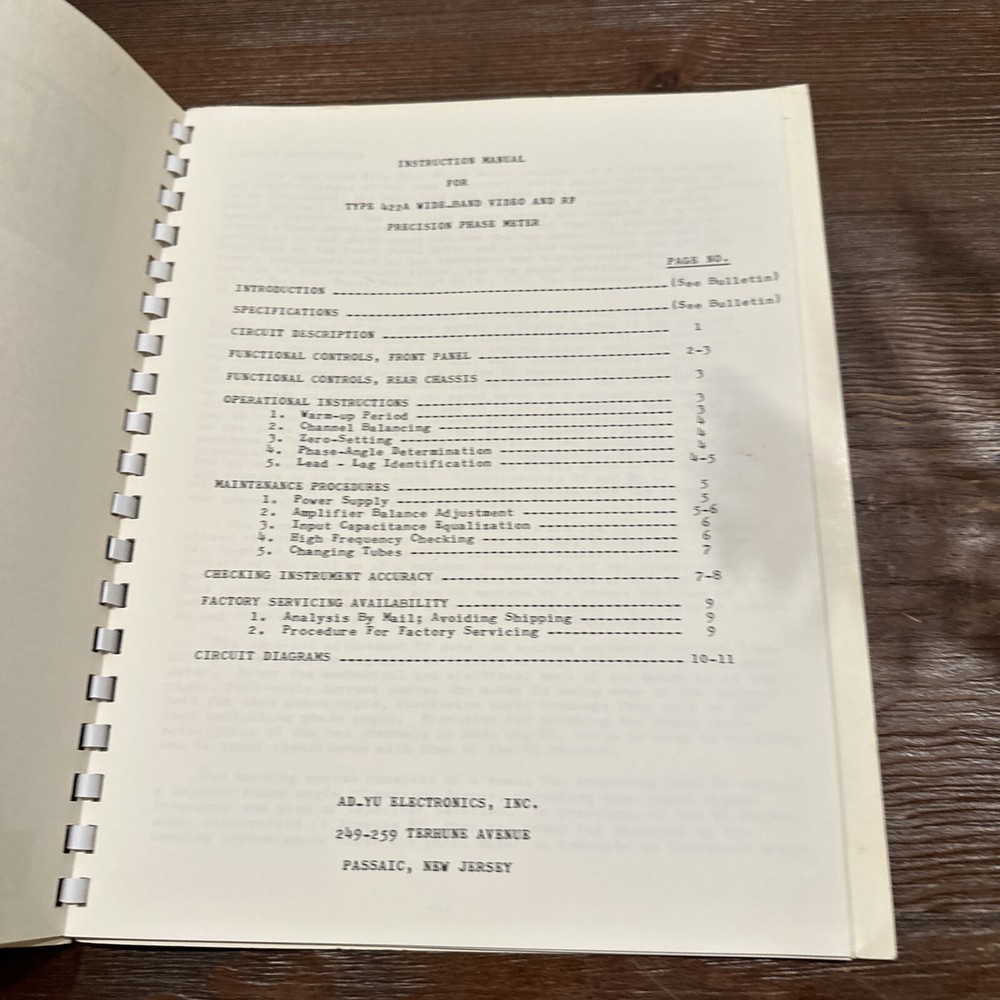 INSTRUCTION MANUAL
FOR
TYPE 422A WIDE-BAND VIDEO AND RF
PRECISION PHASE METER
PAGE NO.
INTRODUCTION (See Bulletin)
SPECIFICATIONS (See Bulletin)
CIRCUIT DESCRIPTION 1
FUNCTIONAL CONTROLS, FRONT PANEL 2-3
FUNCTIONAL CONTROLS, REAR CHASSIS 3
OPERATIONAL INSTRUCTIONS 3
1. Warm-up Period 3
2. Channel Balancing 4
3. Zero-Setting 4
4. Phase-Angle Determination 4
5. Lead - Lag Identification 4-5
MAINTENANCE PROCEDURES 5
1. Power Supply 5
2. Amplifier Balance Adjustment 5-6
3. Input Capacitance Equalization 6
4. High Frequency Checking 6
5. Changing Tubes 7
CHECKING INSTRUMENT ACCURACY 7-8
FACTORY SERVICING AVAILABILITY 9
1. Analysis By Mail; Avoiding Shipping 9
2. Procedure For Factory Servicing 9
CIRCUIT DIAGRAMS 10-11
AD-YU ELECTRONICS, INC.
249-259 TERHUNE AVENUE
PASSAIC, NEW JERSEY